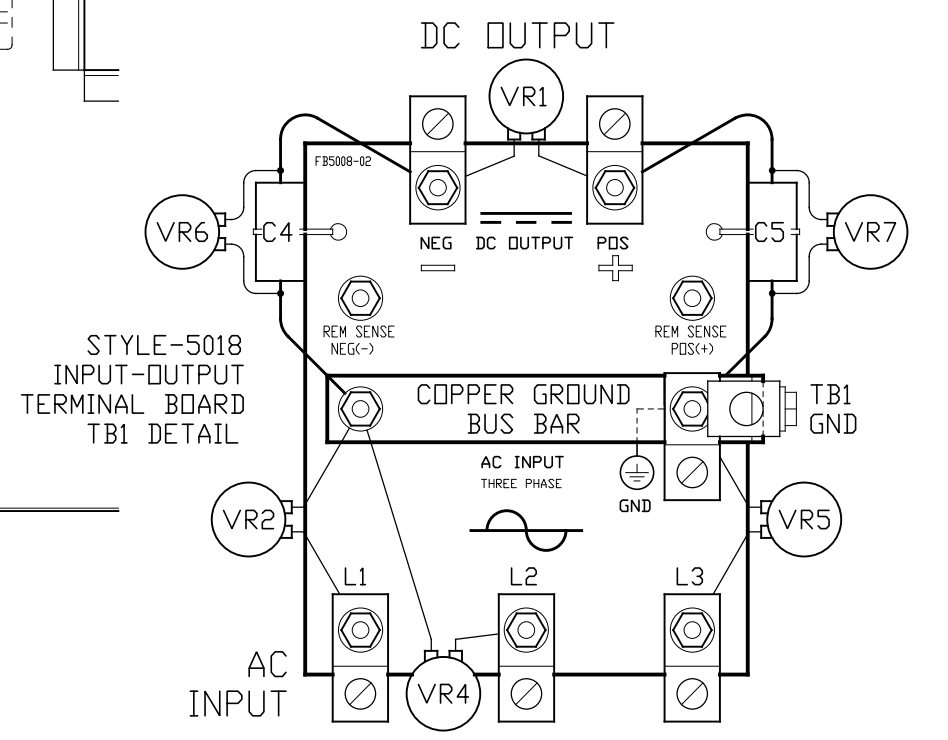 DC OUTPUT
VR1
FB5008-02
VR6
C4
C5
VR7
NEG
DC OUTPUT
POS
REM SENSE
NEG(-)
REM SENSE
POS(+)
STYLE-5018
INPUT-OUTPUT
TERMINAL BOARD
TB1 DETAIL
COPPER GROUND
BUS BAR
TB1
GND
AC INPUT
THREE PHASE
GND
VR2
VR5
L1
L2
L3
AC
INPUT
VR4